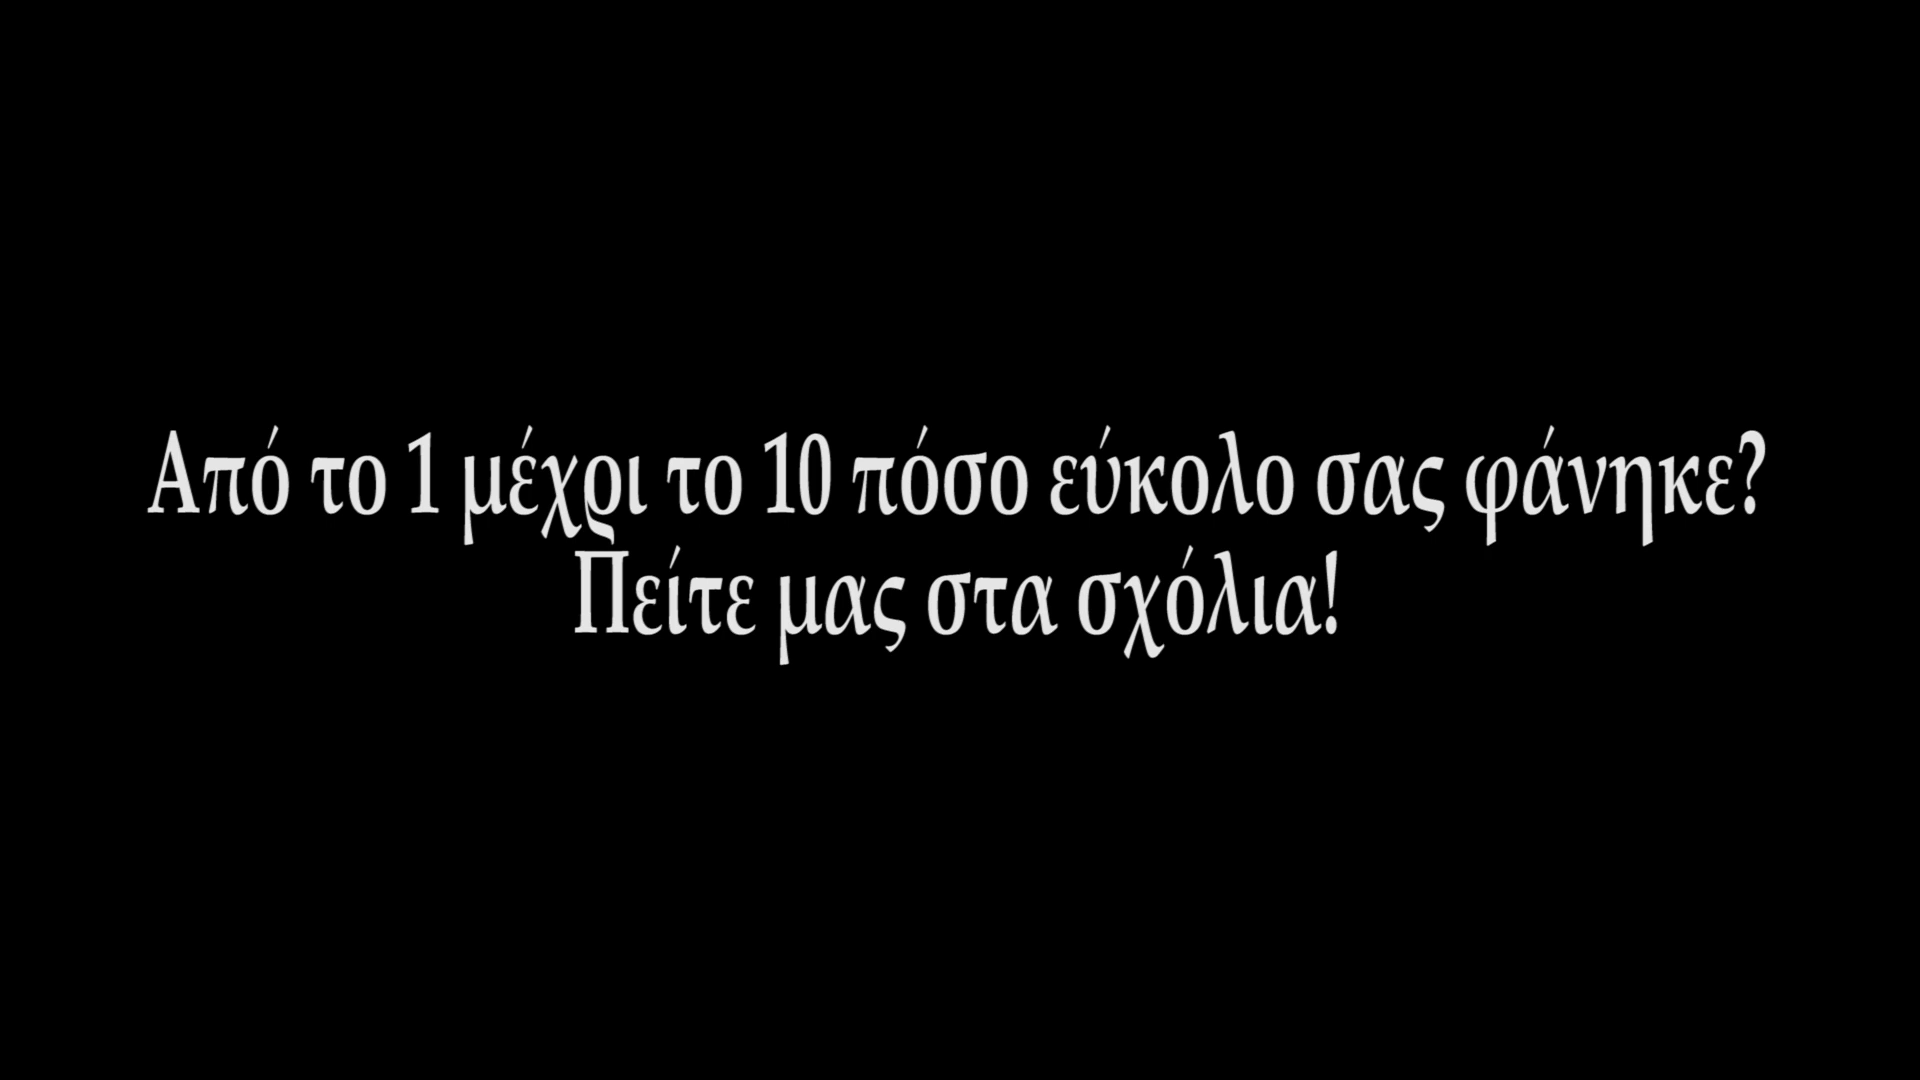 Από το 1 μέχρι το 10 πόσο εύκολο σας φάνηκε?
Πείτε μας στα σχόλια!